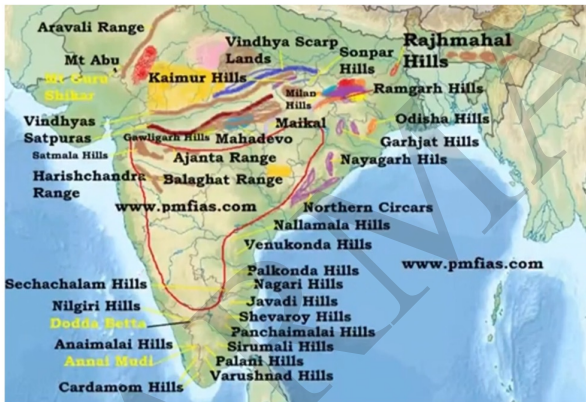 Aravali Range
Mt Abu
Mt Guru
Shikar
Vindhya Scarp
Lands
Kaimur Hills
Sonpar
Hills
Rajhmahal
Hills
Milan
Hills
Ramgarh Hills
Vindhyas
Satpuras
Gawligarh Hills
Mahadevo
Maikal
Odisha Hills
Garhjat Hills
Satmala Hills
Ajanta Range
Nayagarh Hils
Harishchandra
Range
Balaghat Range
www.pmfias.com
Northern Circars
Nallamala Hills
Venukonda Hills
www.pmfias.com
Palkonda Hills
Sechachalam Hills
Nagari Hills
Nilgiri Hills
Javadi Hills
Dodda Betta
Shevaroy Hills
Panchaimalai Hills
Anaimalai Hills
Sirumali Hills
Annai Mudi
Palani Hills
Varushnad Hills
Cardamom Hills